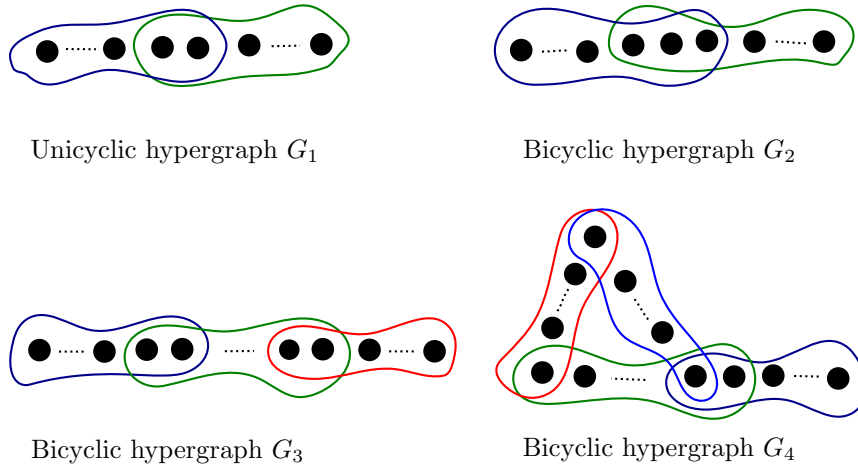 Unicyclic hypergraph G₁
Bicyclic hypergraph G₂
Bicyclic hypergraph G₃
Bicyclic hypergraph G₄